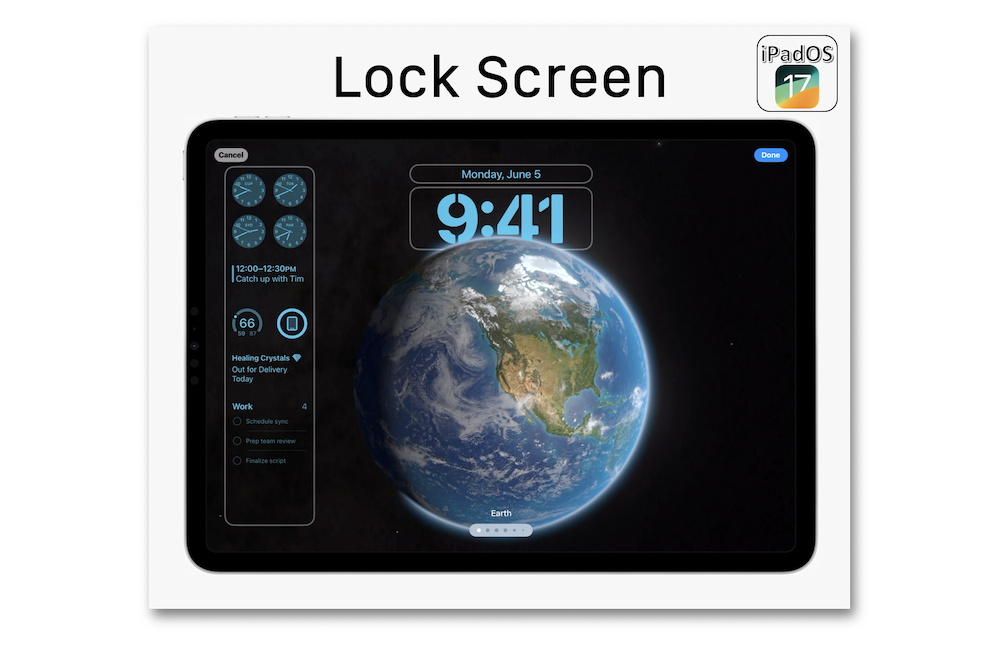 Lock Screen
iPadOS
17
Cancel
Done
Monday, June 5
9:41
12:00–12:30PM
Catch up with Tim
66
59 87
Healing Crystals
Out for Delivery
Today
Work 4
Schedule sync
Prep team review
Finalize script
Earth